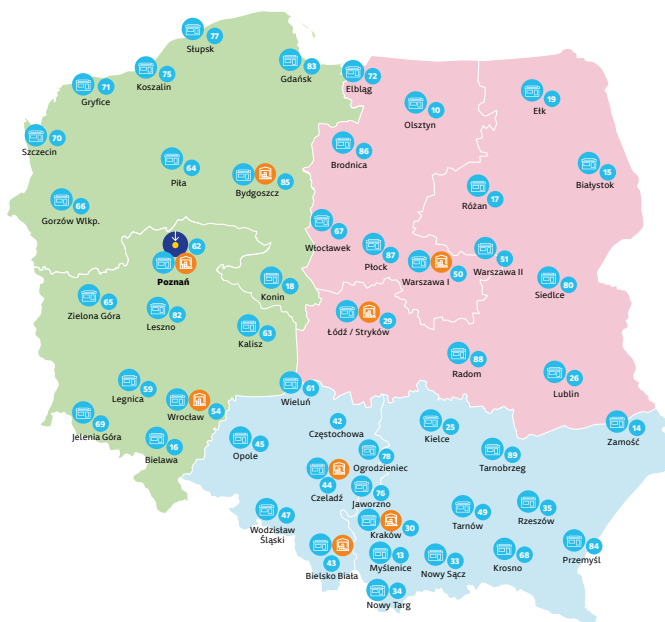 77
Słupsk
83
Gdańsk
75
Koszalin
72
Elbląg
71
Gryfice
19
Ełk
10
Olsztyn
70
Szczecin
86
Brodnica
64
Piła
85
Bydgoszcz
15
Białystok
66
Gorzów Wlkp.
17
Różan
67
Włocławek
62
Poznań
87
Płock
50
Warszawa I
51
Warszawa II
18
Konin
80
Siedlce
65
Zielona Góra
82
Leszno
29
Łódź / Stryków
63
Kalisz
88
Radom
59
Legnica
61
Wieluń
26
Lublin
54
Wrocław
69
Jelenia Góra
42
Częstochowa
25
Kielce
14
Zamość
16
Bielawa
45
Opole
78
Ogrodzieniec
89
Tarnobrzeg
44
Czeladź
76
Jaworzno
47
Wodzisław
Śląski
30
Kraków
49
Tarnów
35
Rzeszów
43
Bielsko Biała
13
Myślenice
33
Nowy Sącz
68
Krosno
84
Przemyśl
34
Nowy Targ